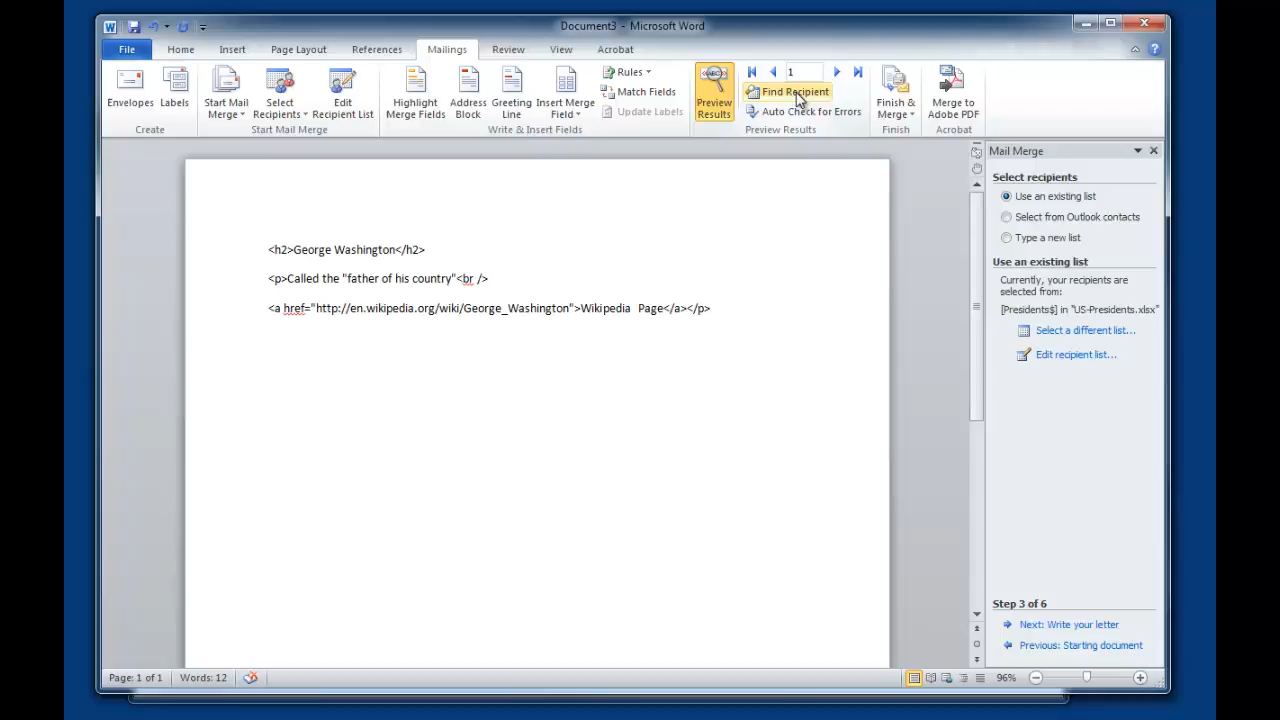 Document3 - Microsoft Word
File Home Insert Page Layout References Mailings Review View Acrobat
Envelopes
Labels
Create
Start Mail Merge
Select Recipients
Edit Recipient List
Start Mail Merge
Highlight Merge Fields
Address Block
Greeting Line
Insert Merge Field
Rules
Match Fields
Update Labels
Write & Insert Fields
ABC
Preview Results
1
Find Recipient
Auto Check for Errors
Preview Results
Finish & Merge
Finish
Merge to Adobe PDF
Acrobat
<h2>George Washington</h2>
<p>Called the "father of his country"<br />
<a href="http://en.wikipedia.org/wiki/George_Washington">Wikipedia Page</a></p>
Mail Merge
Select recipients
Use an existing list
Select from Outlook contacts
Type a new list
Use an existing list
Currently, your recipients are
selected from:
[Presidents$] in "US-Presidents.xlsx"
Select a different list...
Edit recipient list...
Step 3 of 6
Next: Write your letter
Previous: Starting document
Page: 1 of 1 Words: 12 96%